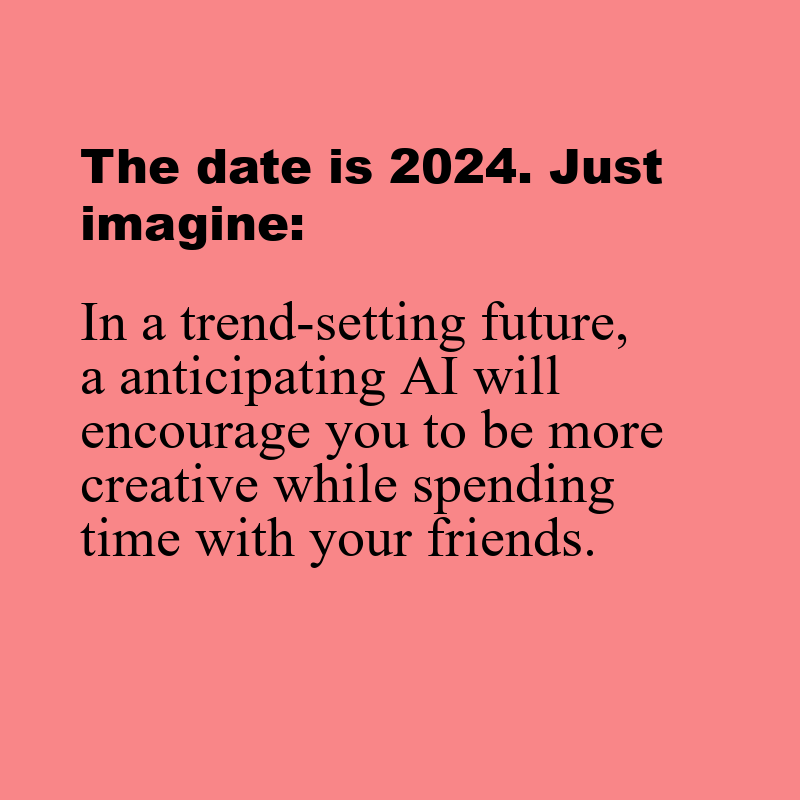 The date is 2024. Just
imagine:
In a trend-setting future,
a anticipating AI will
encourage you to be more
creative while spending
time with your friends.